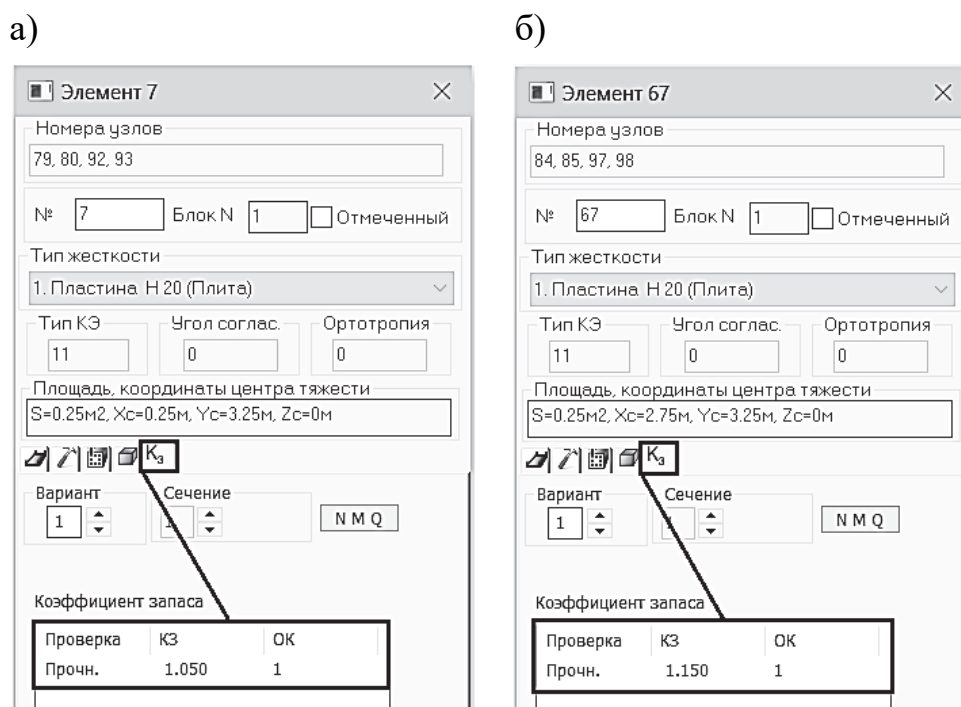 а)
Элемент 7
Номера узлов
79, 80, 92, 93
№ 7 Блок N 1 Отмеченный
Тип жесткости
1. Пластина H 20 (Плита)
Тип КЭ Угол соглас. Ортотропия
11 0 0
Площадь, координаты центра тяжести
S=0.25м2, Xc=0.25м, Yc=3.25м, Zc=0м
Kз
Вариант Сечение
1 1 N M Q
Коэффициент запаса
Проверка КЗ ОК
Прочн. 1.050 1
б)
Элемент 67
Номера узлов
84, 85, 97, 98
№ 67 Блок N 1 Отмеченный
Тип жесткости
1. Пластина H 20 (Плита)
Тип КЭ Угол соглас. Ортотропия
11 0 0
Площадь, координаты центра тяжести
S=0.25м2, Xc=2.75м, Yc=3.25м, Zc=0м
Kз
Вариант Сечение
1 1 N M Q
Коэффициент запаса
Проверка КЗ ОК
Прочн. 1.150 1